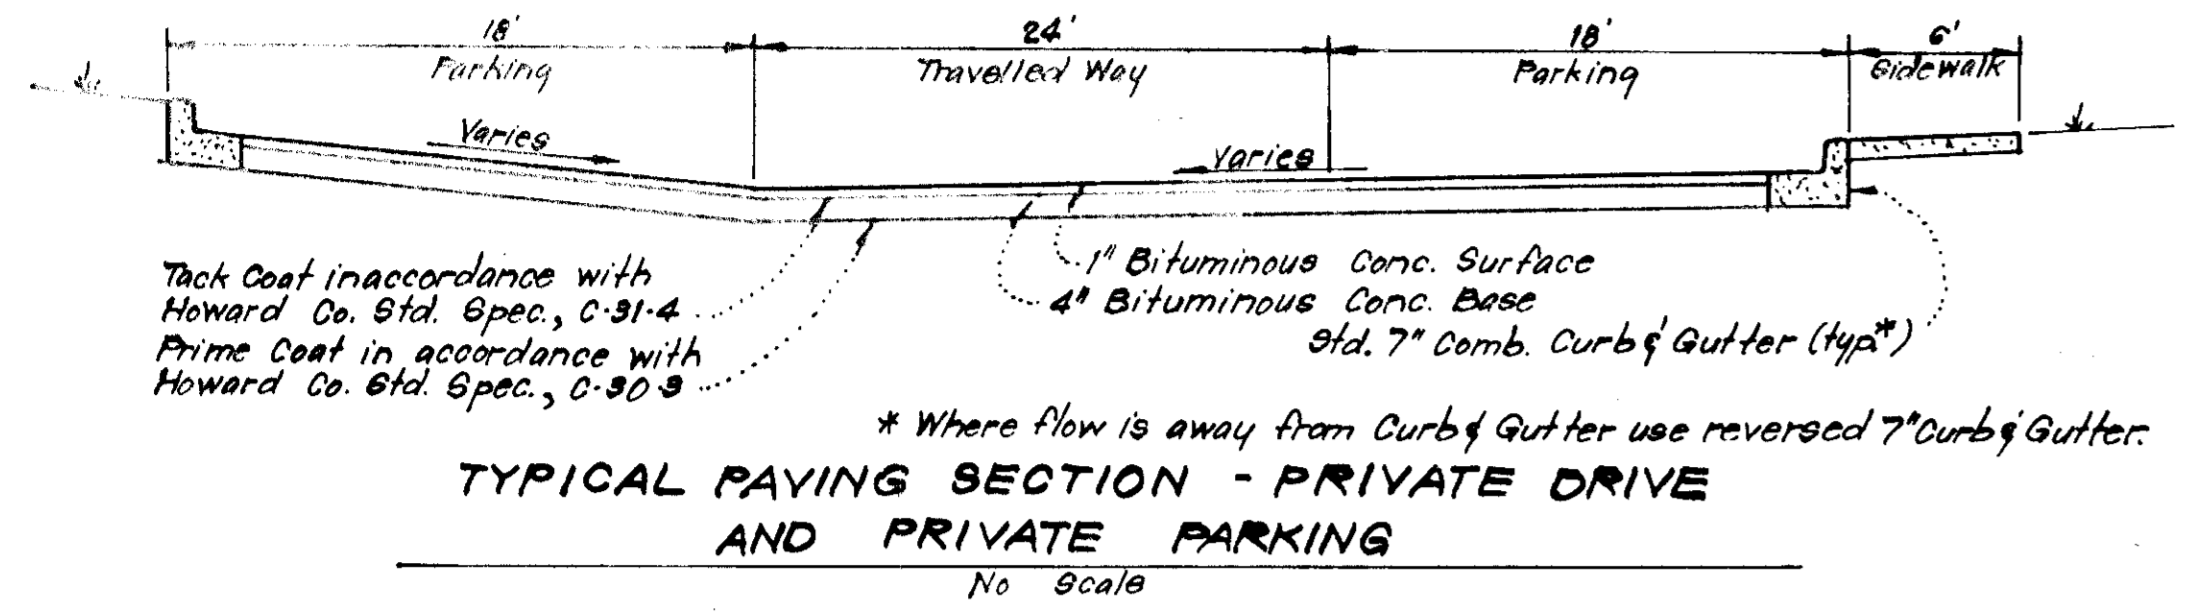 18' 24' 18' 6'
Parking Travelled Way Parking Sidewalk
Varies
Varies
1" Bituminous Conc. Surface
4" Bituminous Conc. Base
Std. 7" Comb. Curb & Gutter (typ.*)
Tack Coat inaccordance with
Howard Co. Std. Spec., C-31-4
Prime Coat in accordance with
Howard Co. Std. Spec., C-30-3
* Where flow is away from Curb & Gutter use reversed 7" Curb & Gutter.
TYPICAL PAVING SECTION - PRIVATE DRIVE
AND PRIVATE PARKING
No Scale